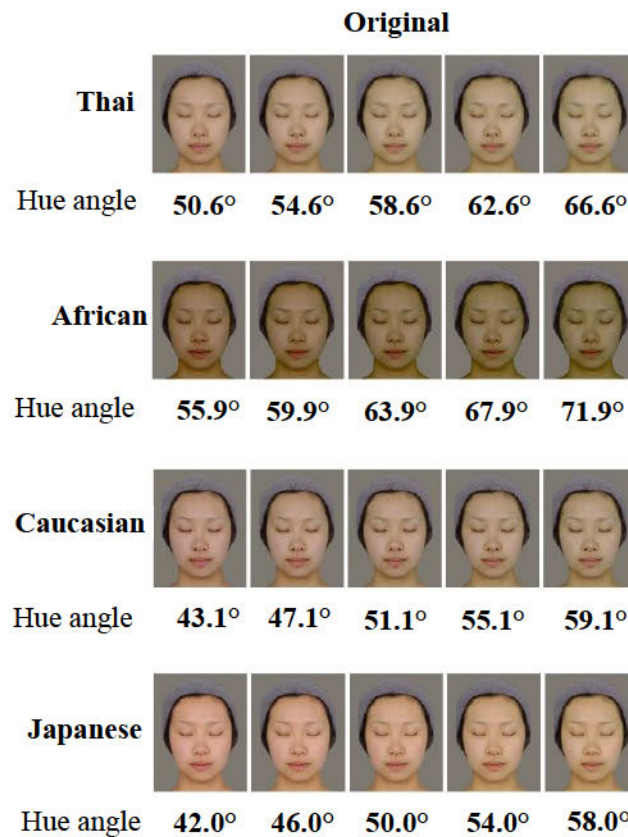 Original
Thai
Hue angle 50.6° 54.6° 58.6° 62.6° 66.6°
African
Hue angle 55.9° 59.9° 63.9° 67.9° 71.9°
Caucasian
Hue angle 43.1° 47.1° 51.1° 55.1° 59.1°
Japanese
Hue angle 42.0° 46.0° 50.0° 54.0° 58.0°